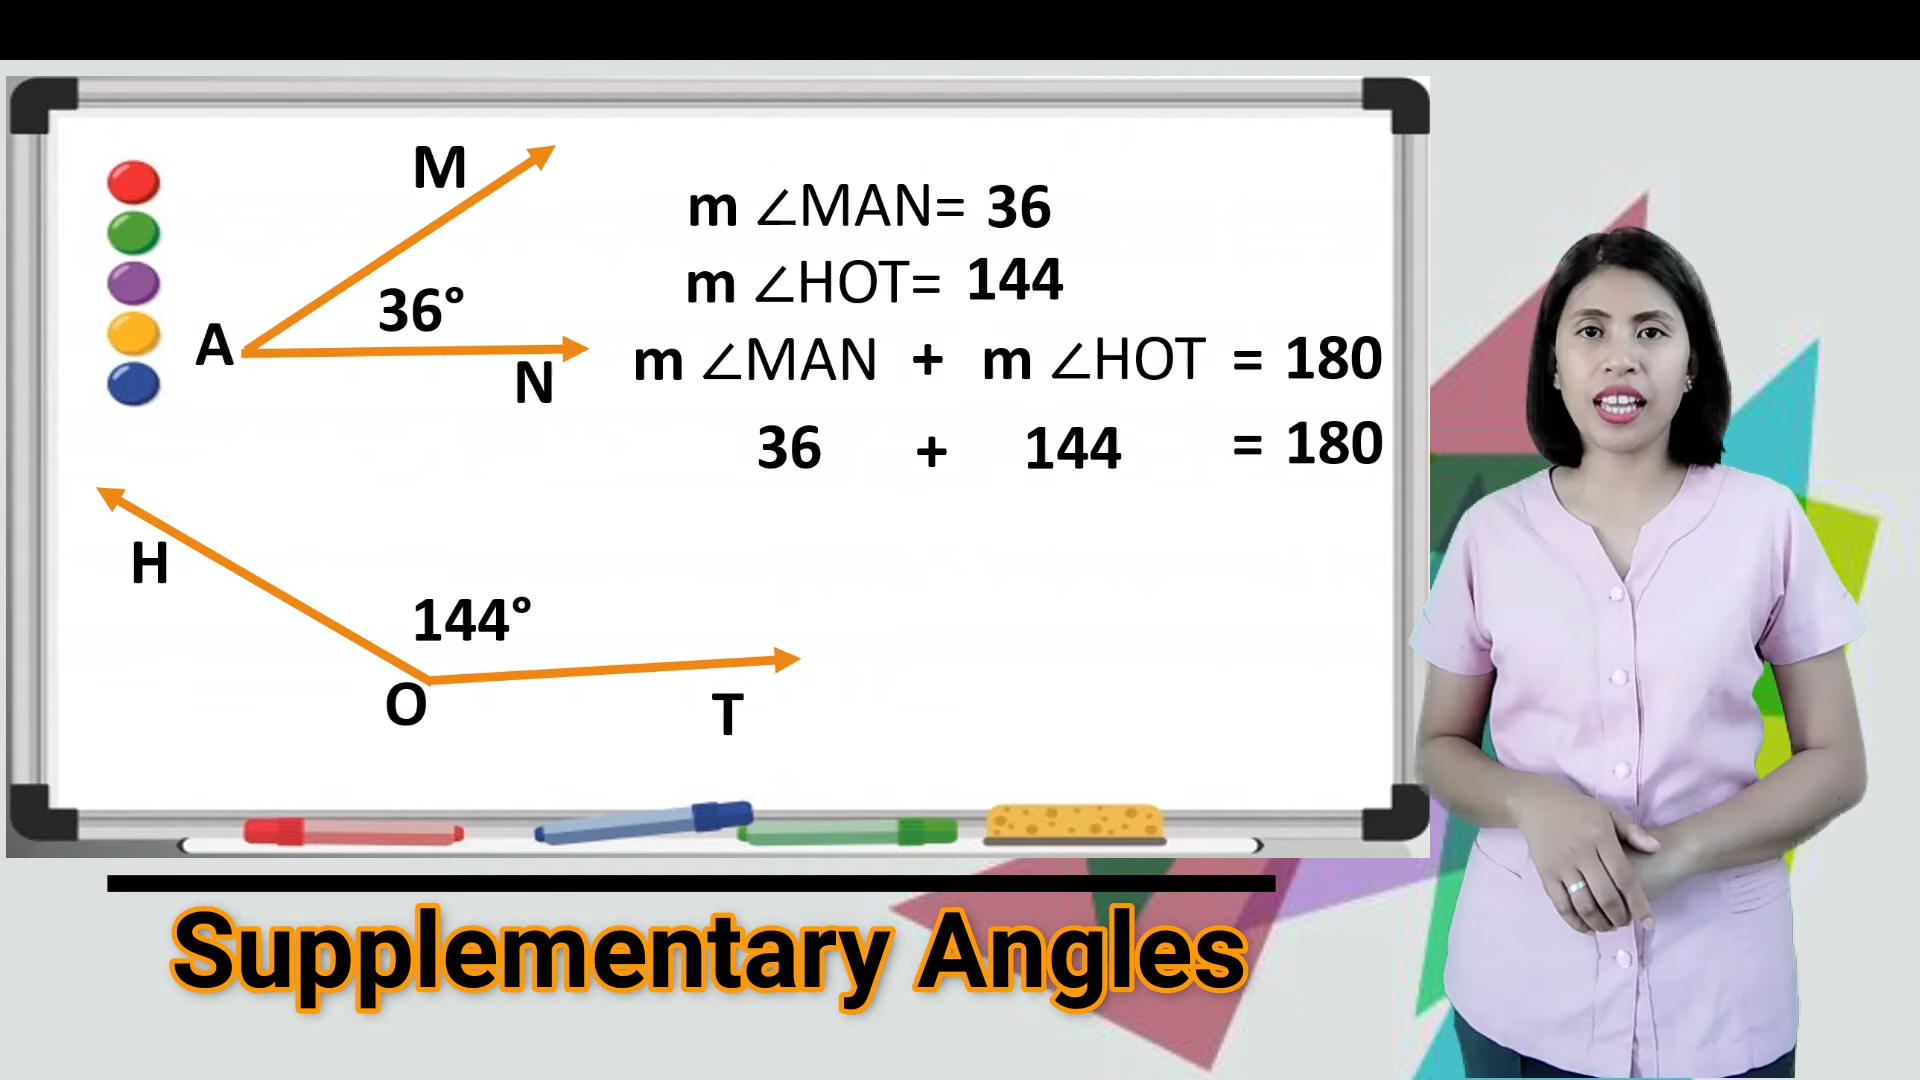 M
36°
A
N
m ∠MAN= 36
m ∠HOT= 144
m ∠MAN + m ∠HOT = 180
36 + 144 = 180
H
144°
O
T
Supplementary Angles